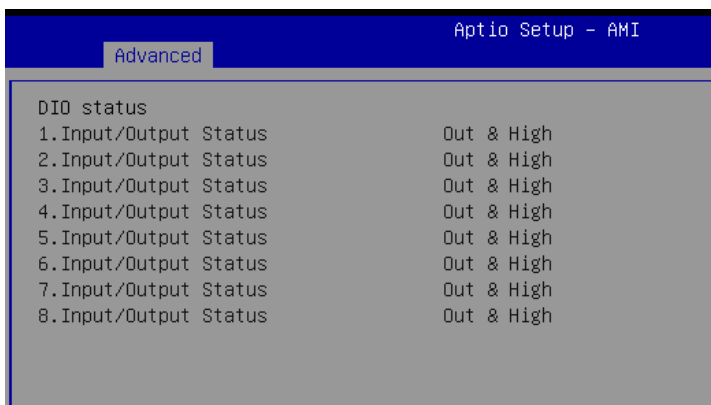 Aptio Setup – AMI
Advanced
DIO status
1.Input/Output Status Out & High
2.Input/Output Status Out & High
3.Input/Output Status Out & High
4.Input/Output Status Out & High
5.Input/Output Status Out & High
6.Input/Output Status Out & High
7.Input/Output Status Out & High
8.Input/Output Status Out & High